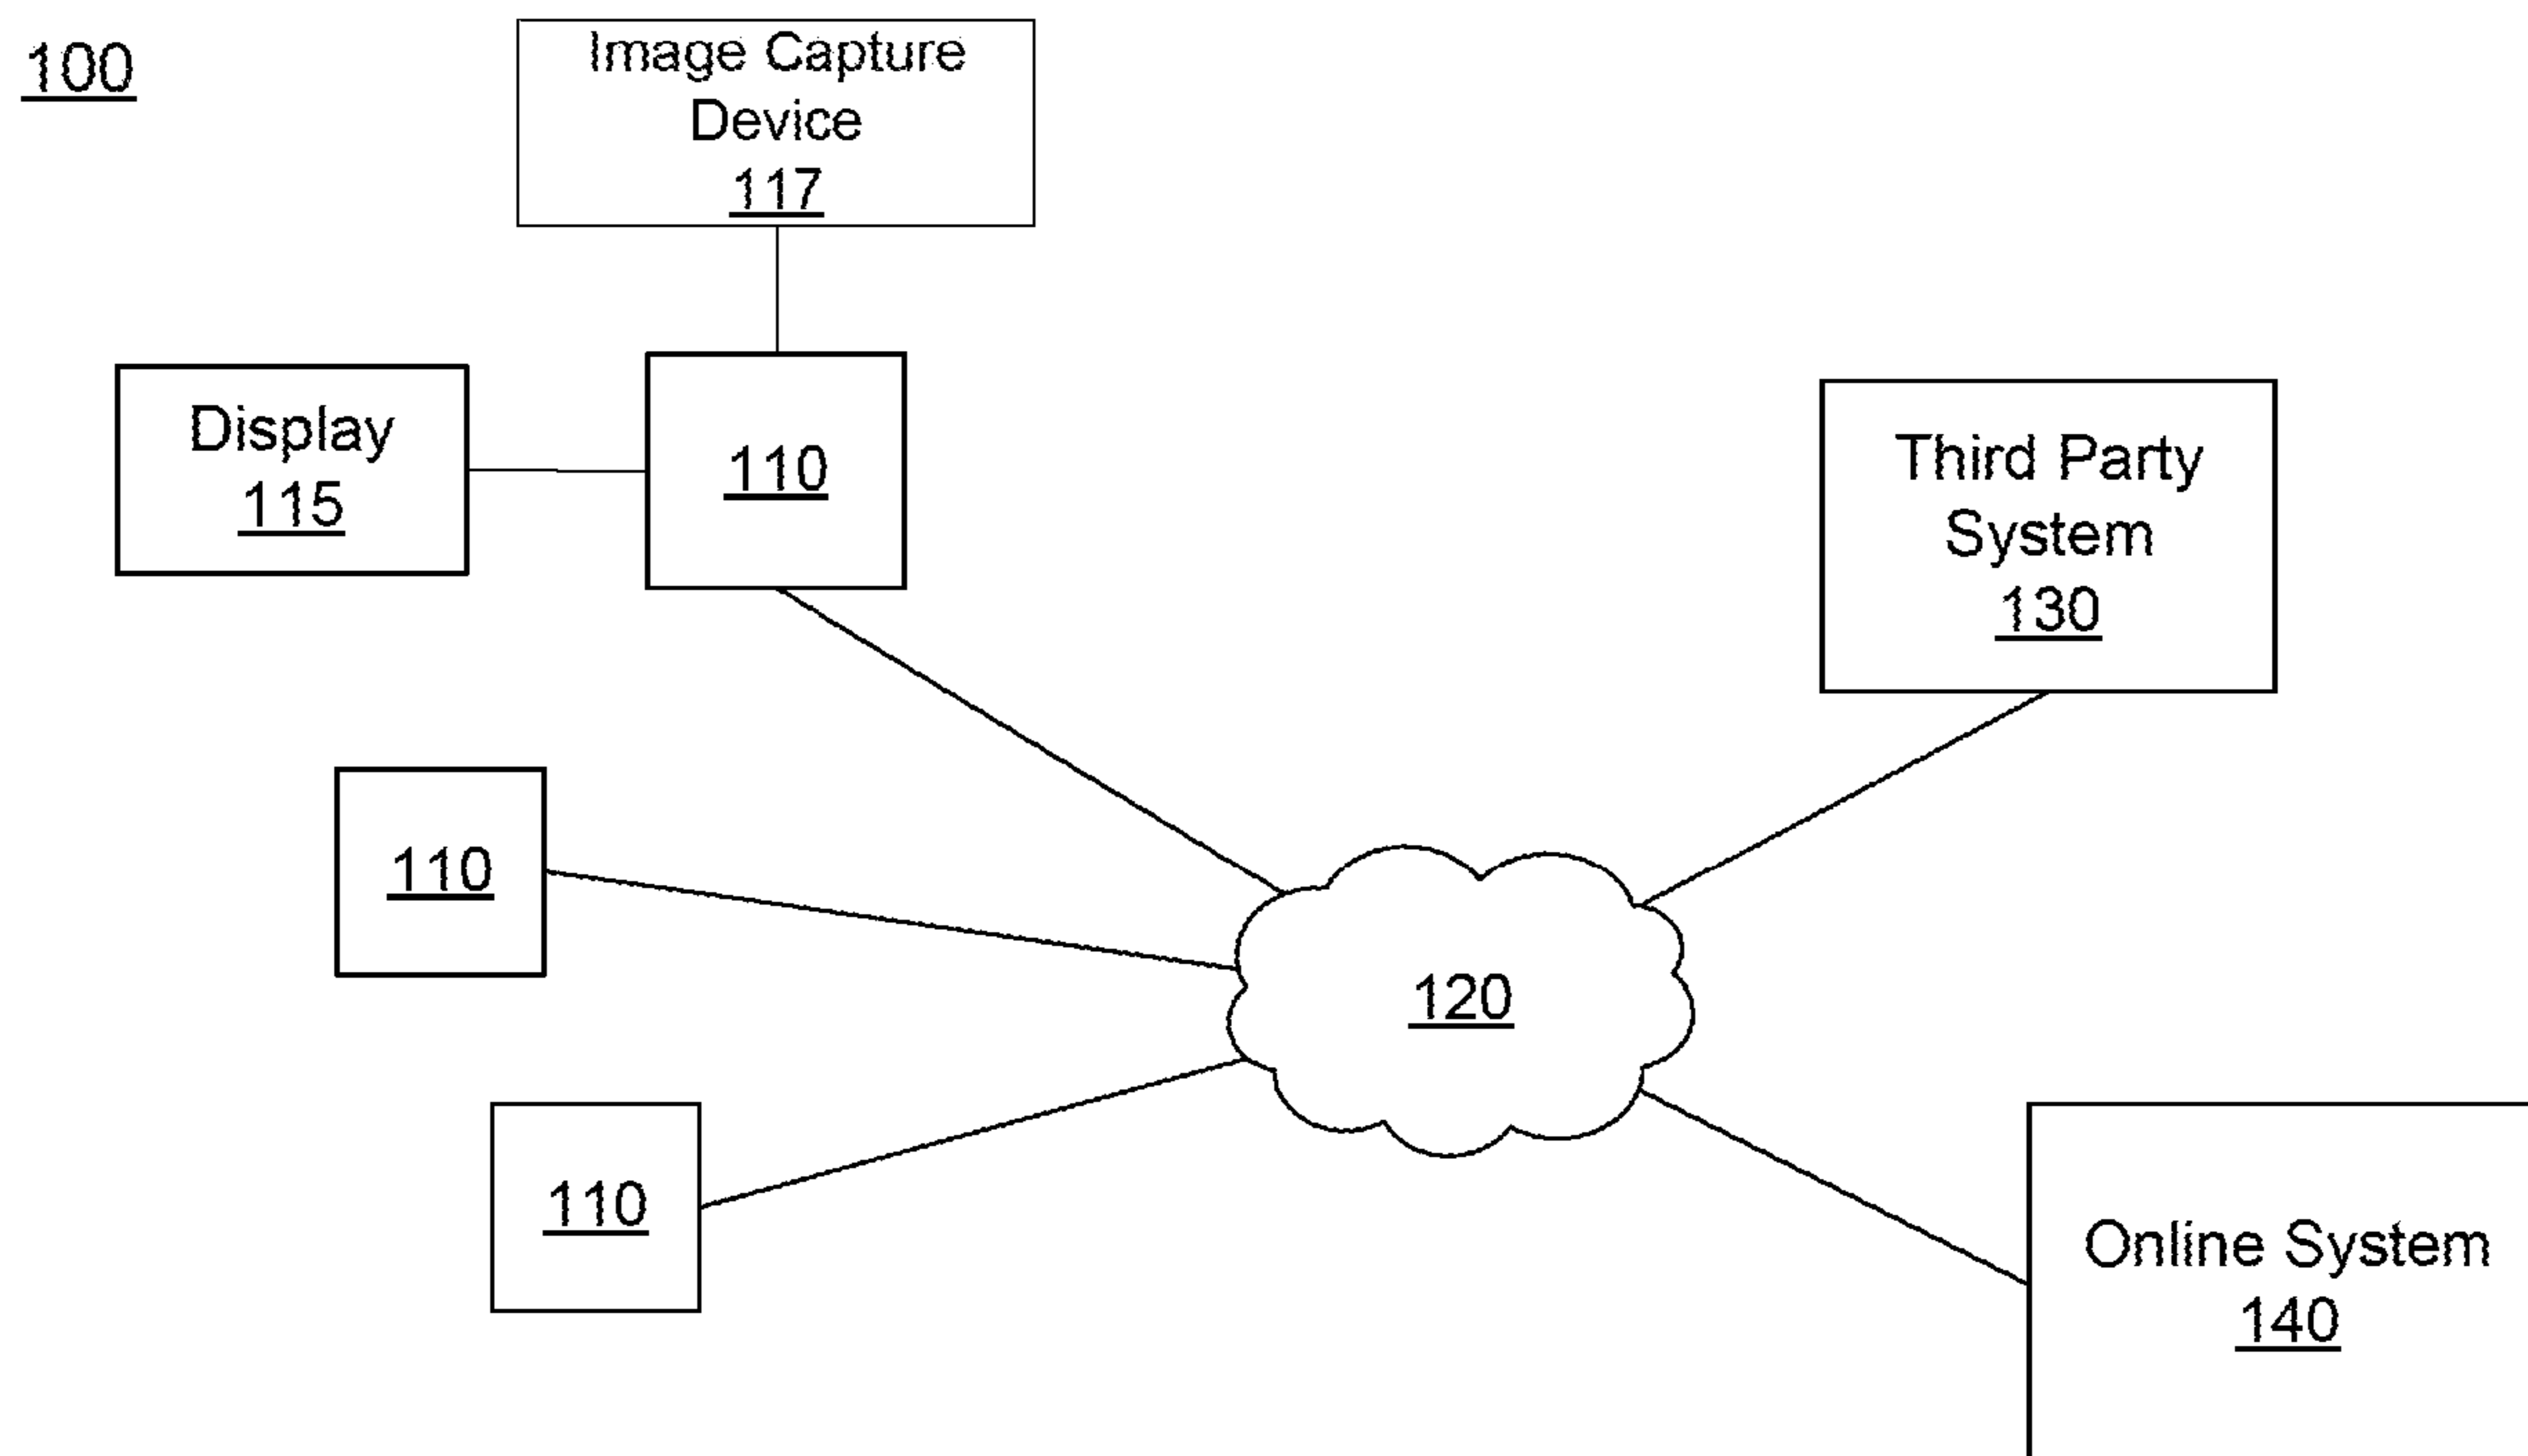 100
Image Capture
Device
117
Display
115
110
Third Party
System
130
110
120
110
Online System
140